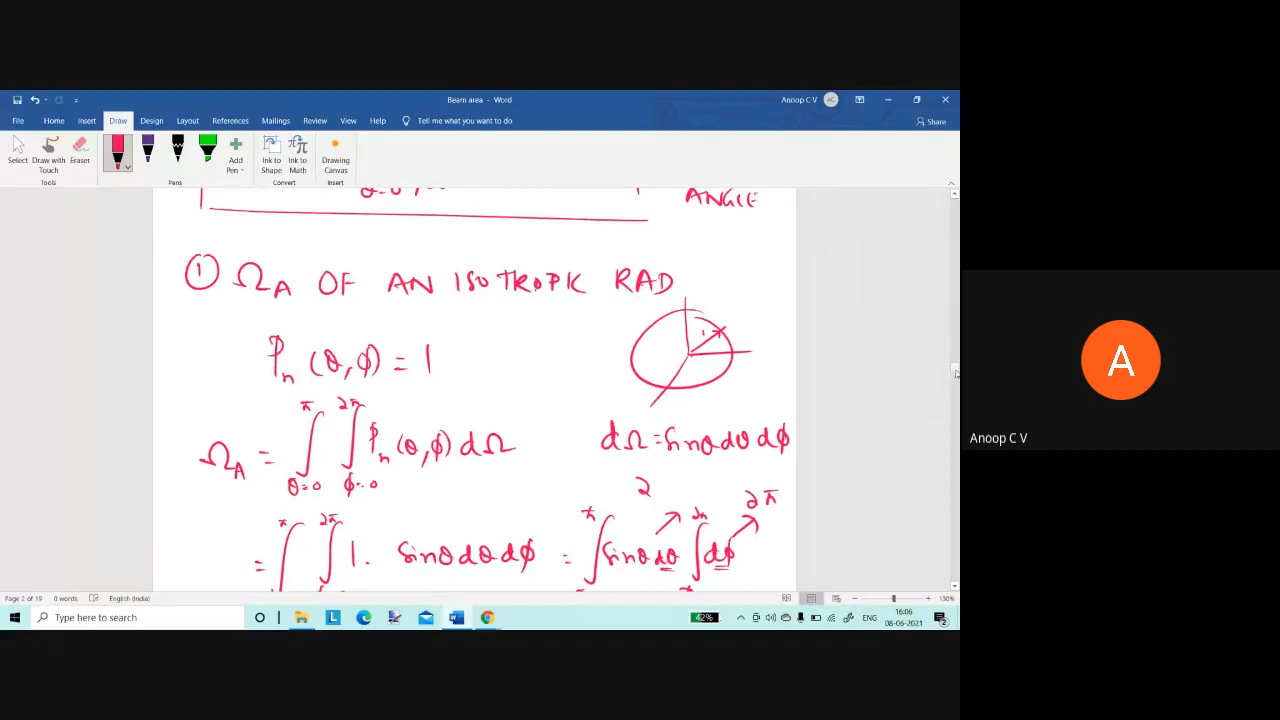 Beam area - Word
Anoop C V
AC
File Home Insert Draw Design Layout References Mailings Review View Help Tell me what you want to do
Share
Select Draw with Touch Eraser Add Pen Ink to Shape Ink to Math Drawing Canvas
Tools Pens Convert Insert
θ=0
ANGLE
① Ω_A OF AN ISOTROPIC RAD
P_n (θ,ϕ) = 1
1
Ω_A = ∫_{θ=0}^{π} ∫_{ϕ=0}^{2π} P_n (θ,ϕ) dΩ
dΩ = sinθ dθ dϕ
2
2π
= ∫^{π} ∫^{2π} 1. sinθ dθ dϕ = ∫^{π} sinθ dθ ∫^{2π} dϕ
A
Anoop C V
Page 2 of 19 0 words English (India) 130%
Type here to search
42%
ENG
16:06
08-06-2021
2